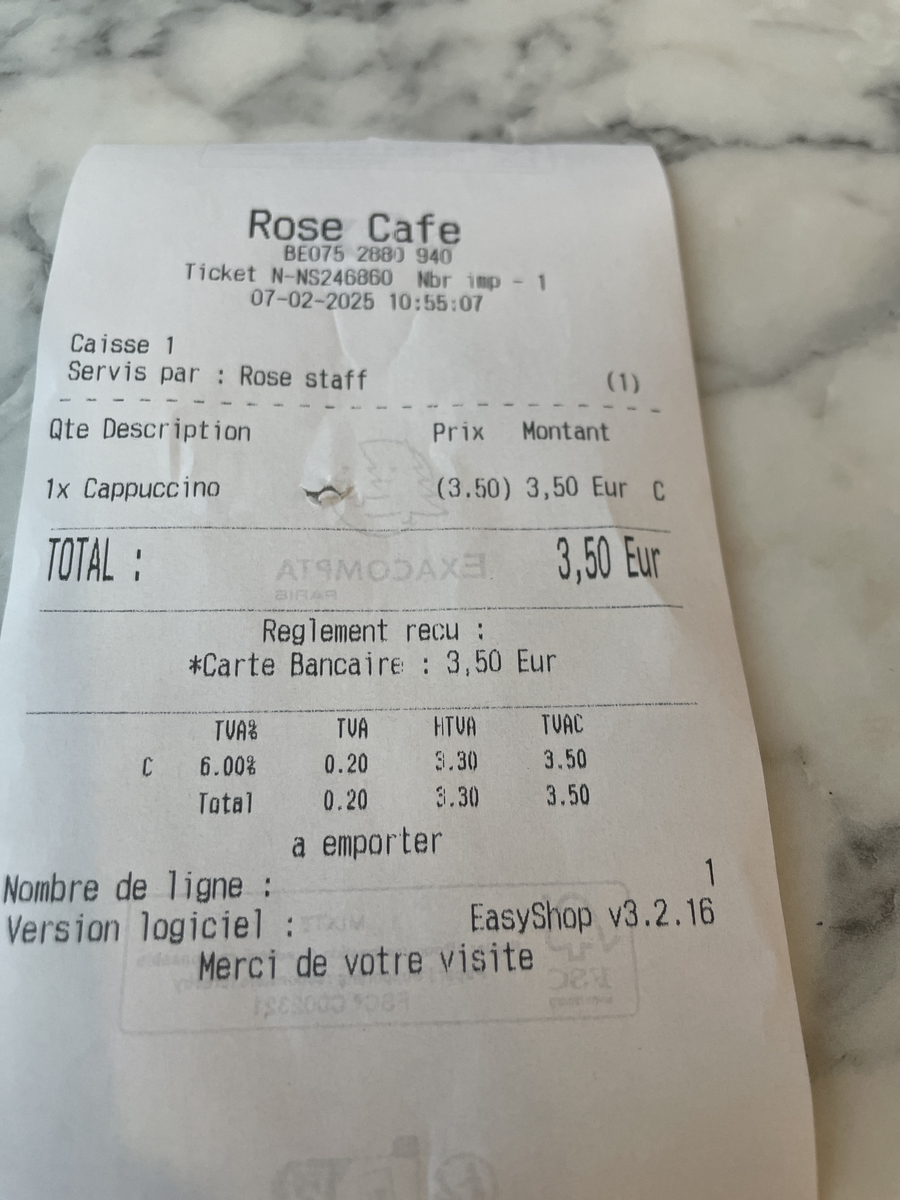 Rose Cafe
BE075 2880 940
Ticket N-NS246860 Nbr imp - 1
07-02-2025 10:55:07
Caisse 1
Servis par : Rose staff (1)
Qte Description Prix Montant
1x Cappuccino (3.50) 3,50 Eur C
TOTAL : 3,50 Eur
EXACOMPTA
PARIS
Reglement recu :
*Carte Bancaire : 3,50 Eur
TVA% TVA HTVA TVAC
C 6.00% 0.20 3.30 3.50
Total 0.20 3.30 3.50
a emporter
Nombre de ligne : 1
Version logiciel : EasyShop v3.2.16
Merci de votre visite
MIXTE
FSC